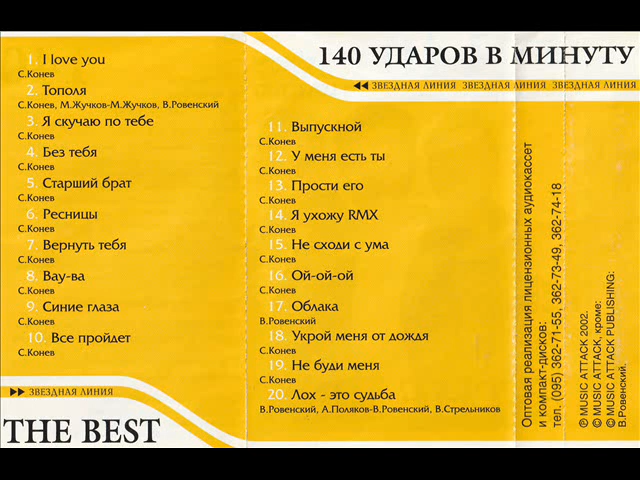 1. I love you
С.Конев
2. Тополя
С.Конев, М.Жучков-М.Жучков, В.Ровенский
3. Я скучаю по тебе
С.Конев
4. Без тебя
С.Конев
5. Старший брат
С.Конев
6. Ресницы
С.Конев
7. Вернуть тебя
С.Конев
8. Вау-ва
С.Конев
9. Синие глаза
С.Конев
10. Все пройдет
С.Конев
ЗВЕЗДНАЯ ЛИНИЯ
THE BEST
140 УДАРОВ В МИНУТУ
ЗВЕЗДНАЯ ЛИНИЯ ЗВЕЗДНАЯ ЛИНИЯ ЗВЕЗДНАЯ ЛИНИЯ
11. Выпускной
С.Конев
12. У меня есть ты
С.Конев
13. Прости его
С.Конев
14. Я ухожу RMX
С.Конев
15. Не сходи с ума
С.Конев
16. Ой-ой-ой
С.Конев
17. Облака
В.Ровенский
18. Укрой меня от дождя
С.Конев
19. Не буди меня
С.Конев
20. Лох - это судьба
В.Ровенский, А.Поляков-В.Ровенский, В.Стрельников
Оптовая реализация лицензионных аудиокассет
и компакт-дисков:
тел. (095) 362-71-55, 362-73-49, 362-74-18
℗ MUSIC ATTACK 2002.
© MUSIC ATTACK, кроме:
© MUSIC ATTACK PUBLISHING:
В.Ровенский.